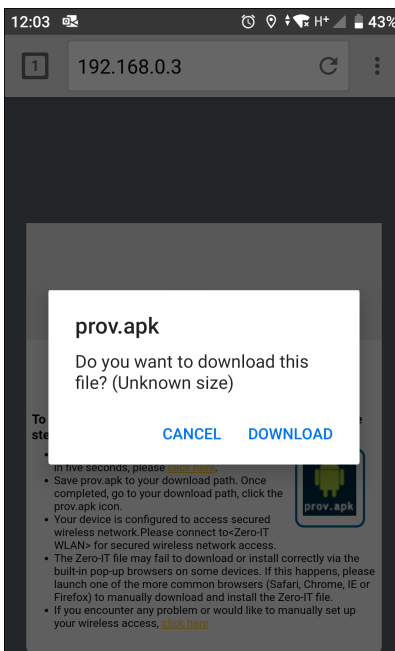 12:03 H+ 43%
1 192.168.0.3
prov.apk
Do you want to download this
file? (Unknown size)
CANCEL DOWNLOAD
To
ste
in five seconds, please click here.
Save prov.apk to your download path. Once
completed, go to your download path, click the
prov.apk icon.
prov.apk
Your device is configured to access secured
wireless network.Please connect to<Zero-IT
WLAN> for secured wireless network access.
The Zero-IT file may fail to download or install correctly via the
built-in pop-up browsers on some devices. If this happens, please
launch one of the more common browsers (Safari, Chrome, IE or
Firefox) to manually download and install the Zero-IT file.
If you encounter any problem or would like to manually set up
your wireless access, click here